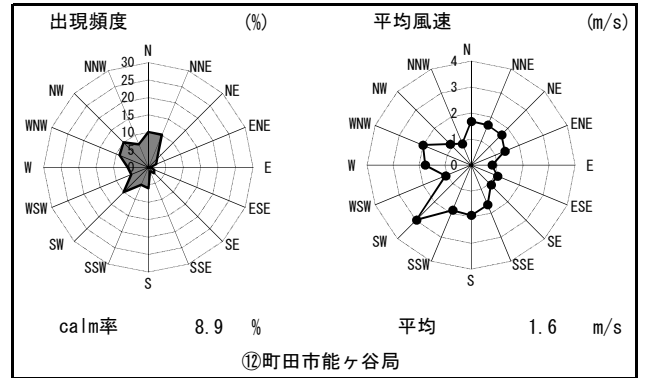 出現頻度 (%)
N
NNE
NE
ENE
E
ESE
SE
SSE
S
SSW
SW
WSW
W
WNW
NW
NNW
30
25
20
15
10
5
0
calm率 8.9 %
平均風速 (m/s)
N
NNE
NE
ENE
E
ESE
SE
SSE
S
SSW
SW
WSW
W
WNW
NW
NNW
4
3
2
1
0
平均 1.6 m/s
⑫町田市能ヶ谷局